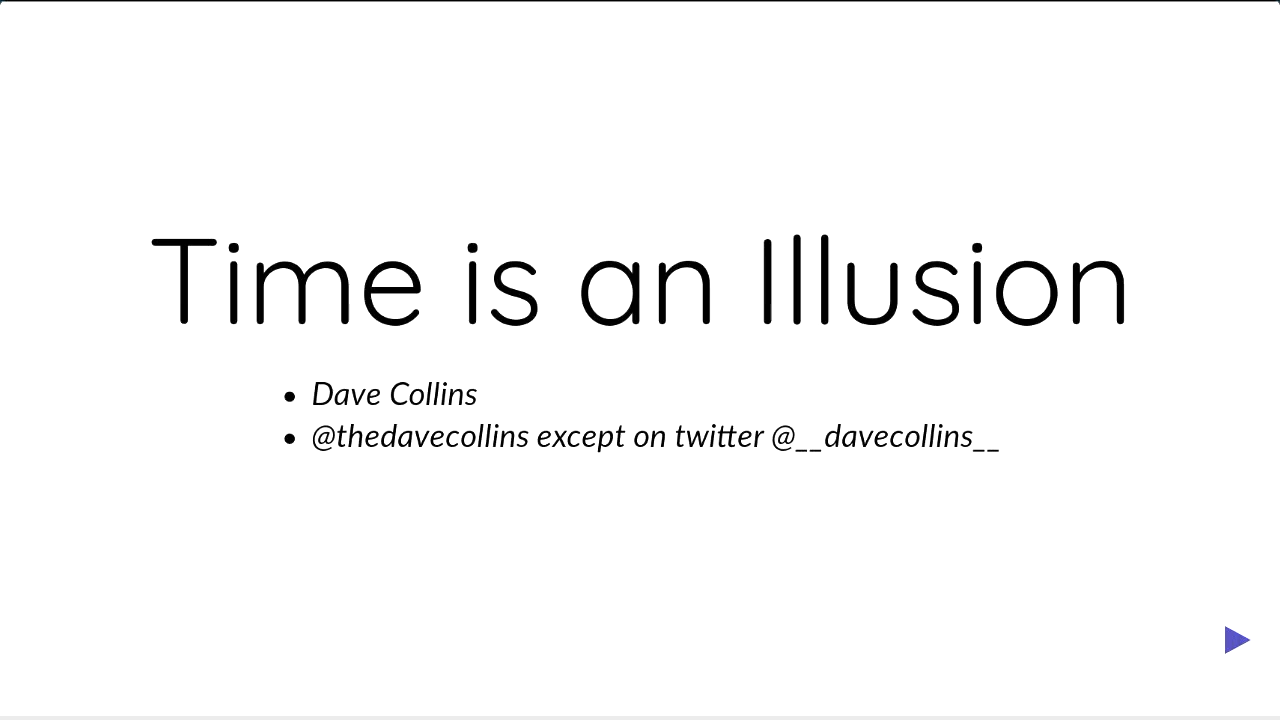 Time is an Illusion
• Dave Collins
• @thedavecollins except on twitter @__davecollins__